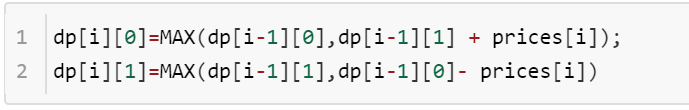 1 dp[i][0]=MAX(dp[i-1][0],dp[i-1][1] + prices[i]);
2 dp[i][1]=MAX(dp[i-1][1],dp[i-1][0]- prices[i])